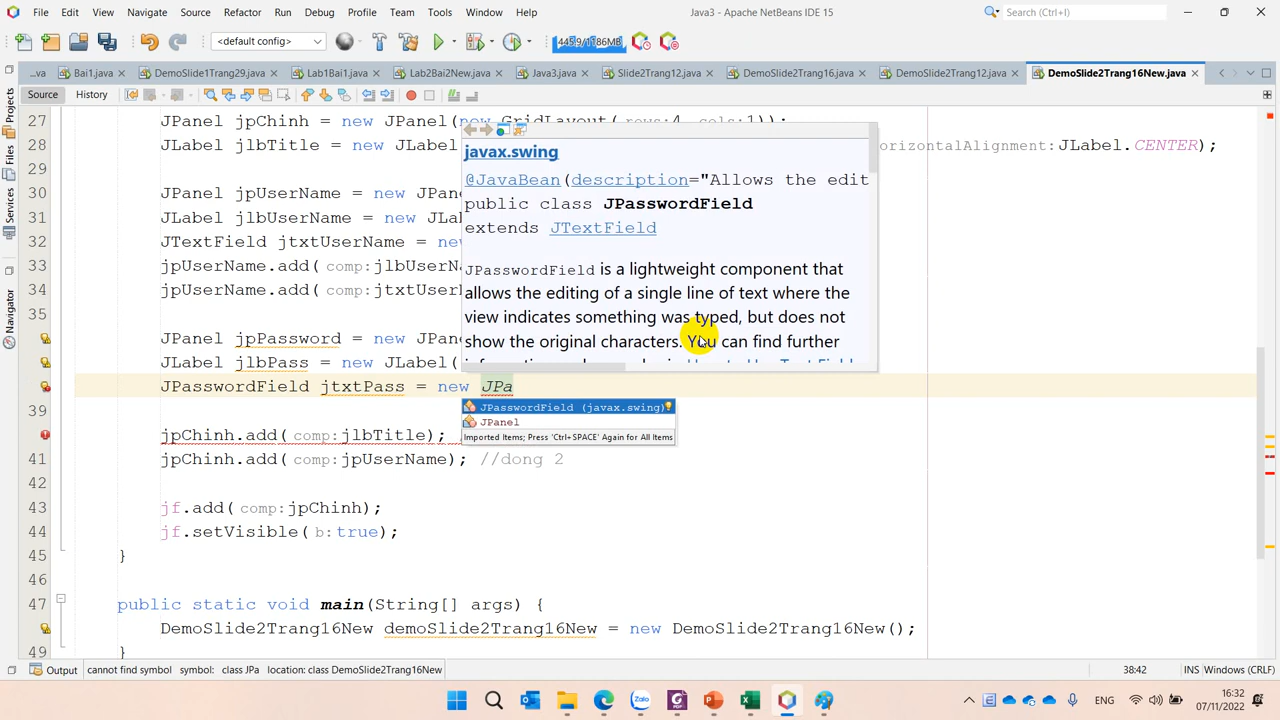 File Edit View Navigate Source Refactor Run Debug Profile Team Tools Window Help
Java3 - Apache NetBeans IDE 15
Search (Ctrl+I)
<default config>
445.9/1186MB
...va Bai1.java DemoSlide1Trang29.java Lab1Bai1.java Lab2Bai2New.java Java3.java Slide2Trang12.java DemoSlide2Trang16.java DemoSlide2Trang12.java DemoSlide2Trang16New.java
Source History
Projects
Files
Services
Navigator
27 JPanel jpChinh = new JPanel(new GridLayout(rows:4, cols:1));
28 JLabel jlbTitle = new JLabel
orizontalAlignment:JLabel.CENTER);
30 JPanel jpUserName = new JPan
31 JLabel jlbUserName = new JLa
32 JTextField jtxtUserName = new
33 jpUserName.add( comp:jlbUserN
34 jpUserName.add( comp:jtxtUser
35
JPanel jpPassword = new JPane
JLabel jlbPass = new JLabel(
JPasswordField jtxtPass = new JPa
39
jpChinh.add( comp:jlbTitle);
41 jpChinh.add( comp:jpUserName); //dong 2
42
43 jf.add( comp:jpChinh);
44 jf.setVisible( b:true);
45 }
46
47 public static void main(String[] args) {
DemoSlide2Trang16New demoSlide2Trang16New = new DemoSlide2Trang16New();
49 }
javax.swing
@JavaBean(description="Allows the edit
public class JPasswordField
extends JTextField
JPasswordField is a lightweight component that
allows the editing of a single line of text where the
view indicates something was typed, but does not
show the original characters. You can find further
JPasswordField (javax.swing)
JPanel
Imported Items; Press 'Ctrl+SPACE' Again for All Items
Output
cannot find symbol symbol: class JPa location: class DemoSlide2Trang16New
38:42
INS
Windows (CRLF)
Zalo
ENG
16:32
07/11/2022